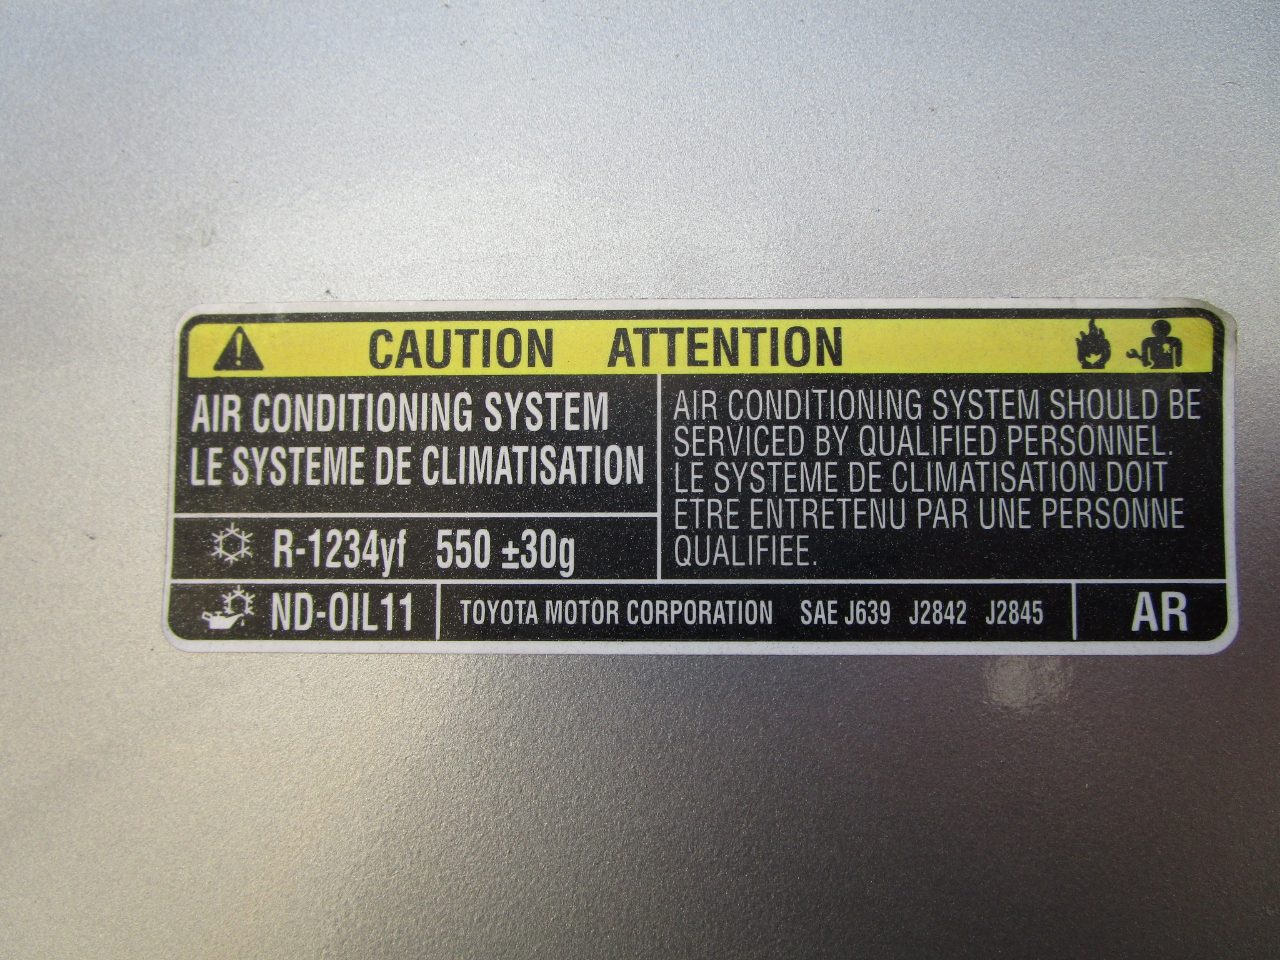 CAUTION ATTENTION
AIR CONDITIONING SYSTEM
LE SYSTEME DE CLIMATISATION
R-1234yf 550 ±30g
AIR CONDITIONING SYSTEM SHOULD BE
SERVICED BY QUALIFIED PERSONNEL.
LE SYSTEME DE CLIMATISATION DOIT
ETRE ENTRETENU PAR UNE PERSONNE
QUALIFIEE.
ND-OIL11
TOYOTA MOTOR CORPORATION SAE J639 J2842 J2845
AR